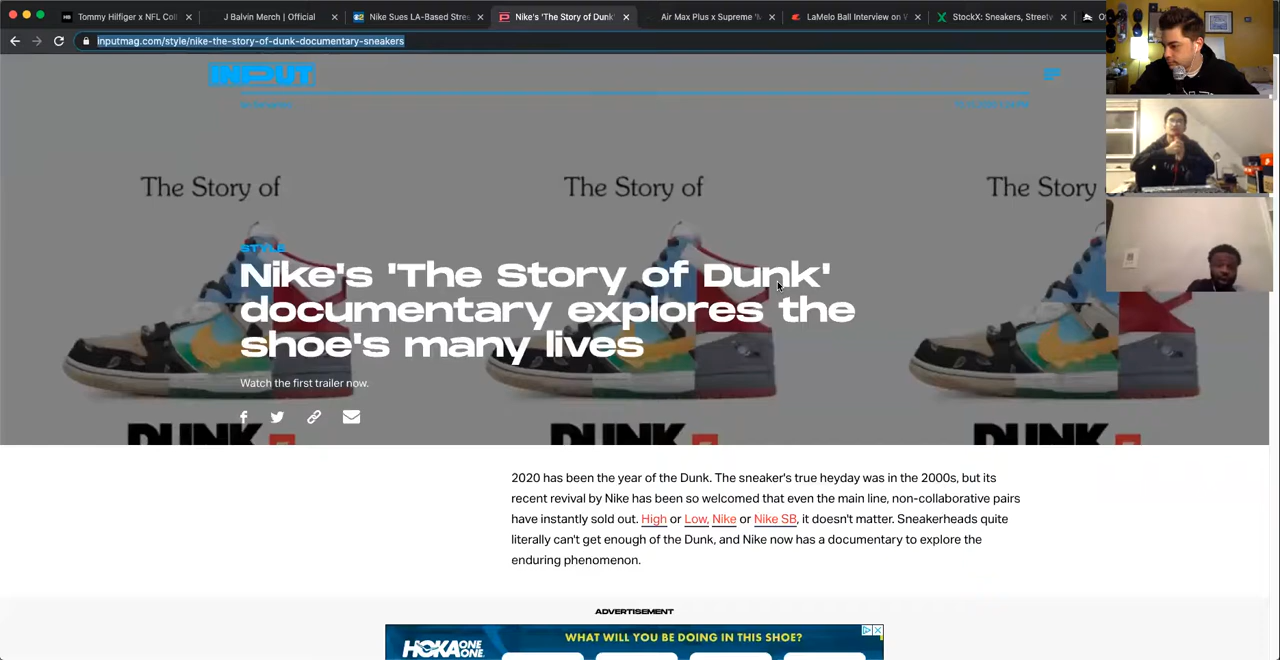 Tommy Hilfiger x NFL Coll
J Balvin Merch | Official
Nike Sues LA-Based Stree
Nike's 'The Story of Dunk'
Air Max Plus x Supreme 'M
LaMelo Ball Interview on W
StockX: Sneakers, Streetw
inputmag.com/style/nike-the-story-of-dunk-documentary-sneakers
INPUT
The Story of
The Story of
The Story
STYLE
Nike's 'The Story of Dunk'
documentary explores the
shoe's many lives
Watch the first trailer now.
DUNK
DUNK
DUNK
2020 has been the year of the Dunk. The sneaker's true heyday was in the 2000s, but its
recent revival by Nike has been so welcomed that even the main line, non-collaborative pairs
have instantly sold out. High or Low, Nike or Nike SB, it doesn't matter. Sneakerheads quite
literally can't get enough of the Dunk, and Nike now has a documentary to explore the
enduring phenomenon.
ADVERTISEMENT
HOKA ONE ONE
WHAT WILL YOU BE DOING IN THIS SHOE?